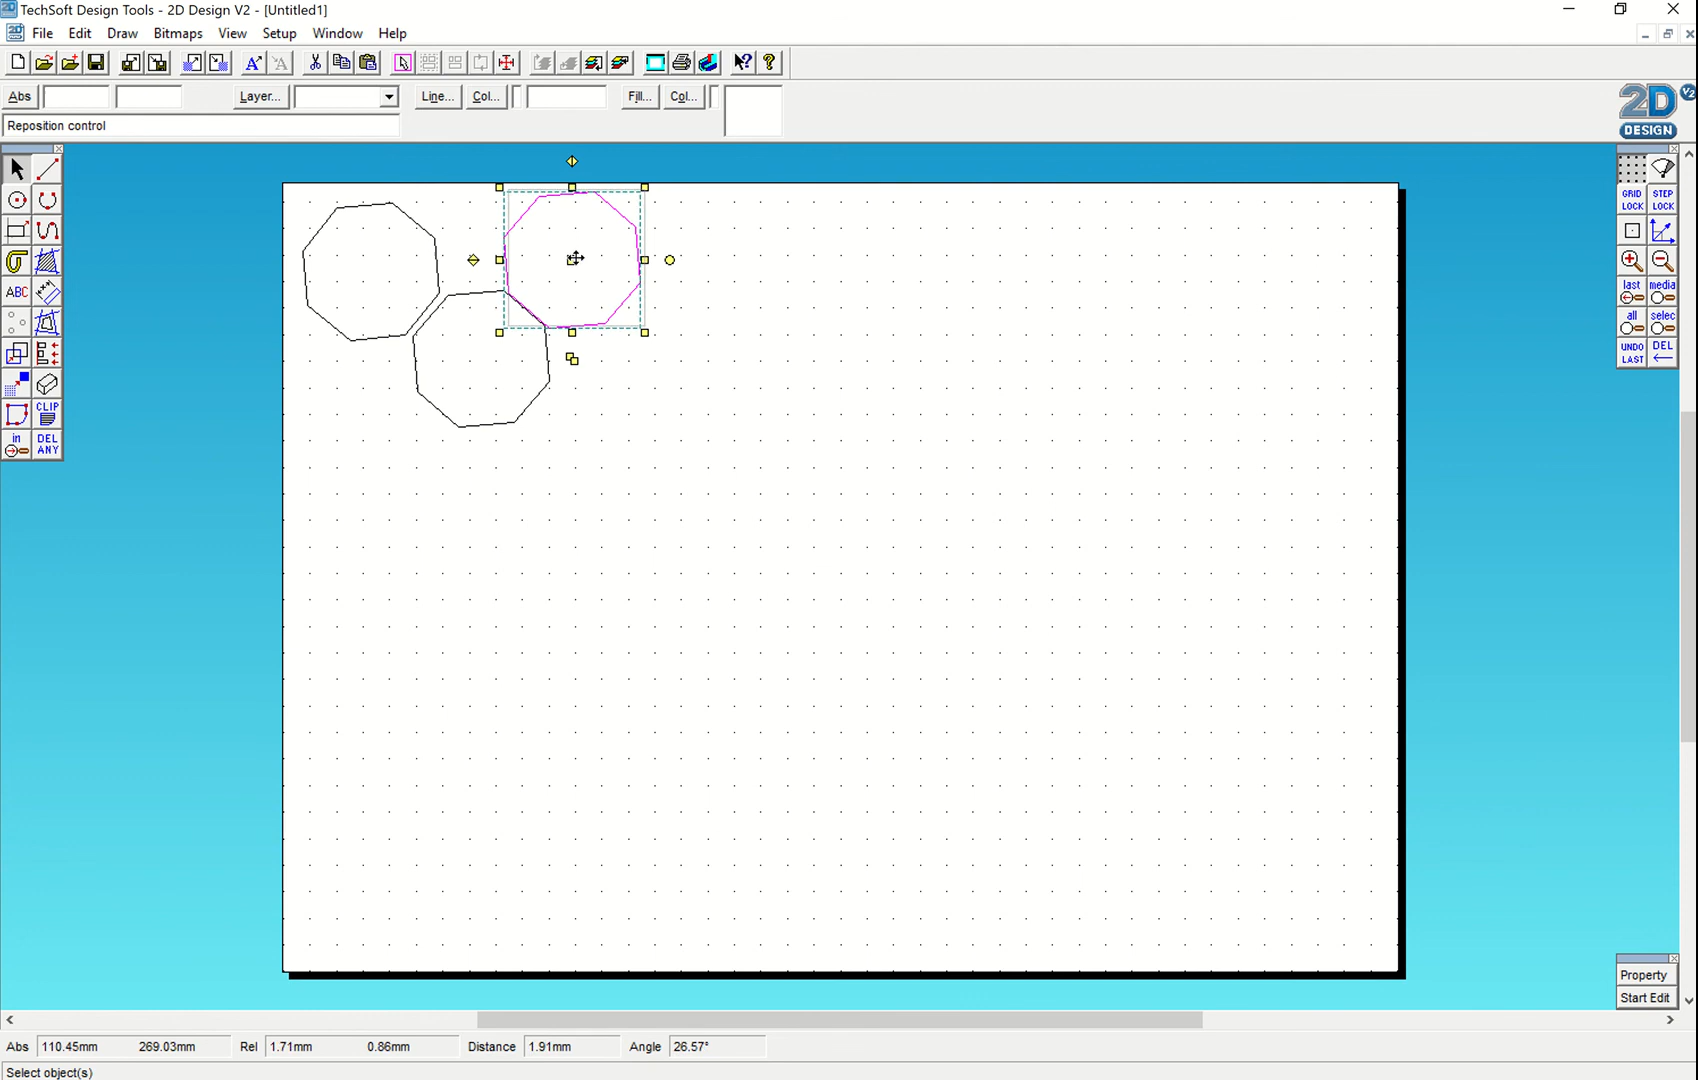 TechSoft Design Tools - 2D Design V2 - [Untitled1]
File Edit Draw Bitmaps View Setup Window Help
Abs Layer... Line... Col... Fill... Col...
Reposition control
2D V2
DESIGN
GRID LOCK STEP LOCK
ABC
last media
all selec
UNDO LAST DEL
CLIP
in DEL ANY
Property
Start Edit
Abs 110.45mm 269.03mm Rel 1.71mm 0.86mm Distance 1.91mm Angle 26.57°
Select object(s)